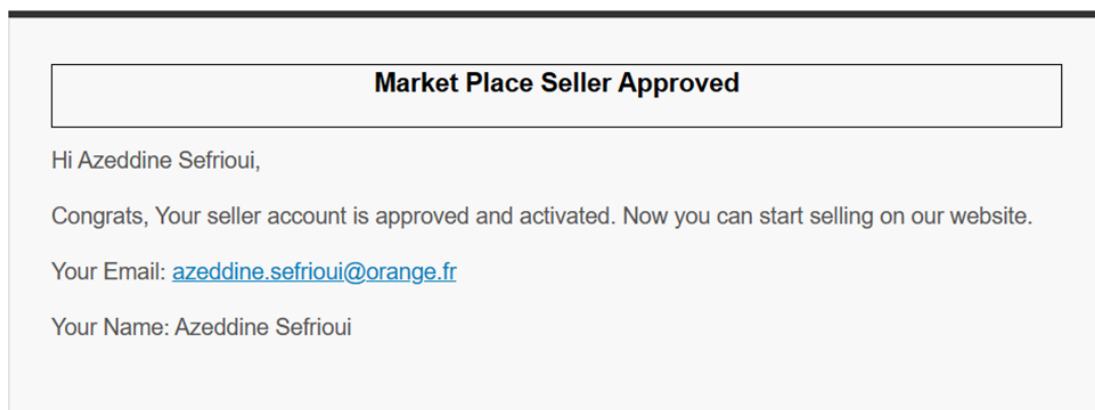 Market Place Seller Approved
Hi Azeddine Sefrioui,
Congrats, Your seller account is approved and activated. Now you can start selling on our website.
Your Email: azeddine.sefrioui@orange.fr
Your Name: Azeddine Sefrioui